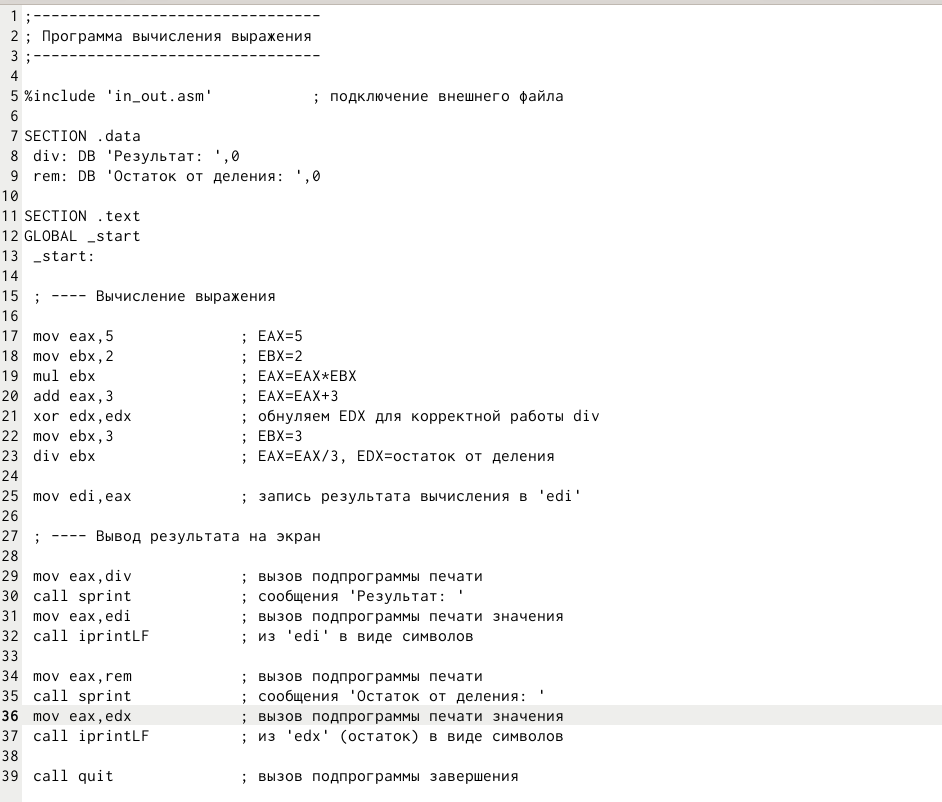 1 ;--------------------------------
2 ; Программа вычисления выражения
3 ;--------------------------------
4
5 %include 'in_out.asm'           ; подключение внешнего файла
6
7 SECTION .data
8  div: DB 'Результат: ',0
9  rem: DB 'Остаток от деления: ',0
10
11 SECTION .text
12 GLOBAL _start
13  _start:
14
15  ; ---- Вычисление выражения
16
17  mov eax,5              ; EAX=5
18  mov ebx,2              ; EBX=2
19  mul ebx                ; EAX=EAX*EBX
20  add eax,3              ; EAX=EAX+3
21  xor edx,edx            ; обнуляем EDX для корректной работы div
22  mov ebx,3              ; EBX=3
23  div ebx                ; EAX=EAX/3, EDX=остаток от деления
24
25  mov edi,eax            ; запись результата вычисления в 'edi'
26
27  ; ---- Вывод результата на экран
28
29  mov eax,div            ; вызов подпрограммы печати
30  call sprint            ; сообщения 'Результат: '
31  mov eax,edi            ; вызов подпрограммы печати значения
32  call iprintLF          ; из 'edi' в виде символов
33
34  mov eax,rem            ; вызов подпрограммы печати
35  call sprint            ; сообщения 'Остаток от деления: '
36  mov eax,edx            ; вызов подпрограммы печати значения
37  call iprintLF          ; из 'edx' (остаток) в виде символов
38
39  call quit              ; вызов подпрограммы завершения